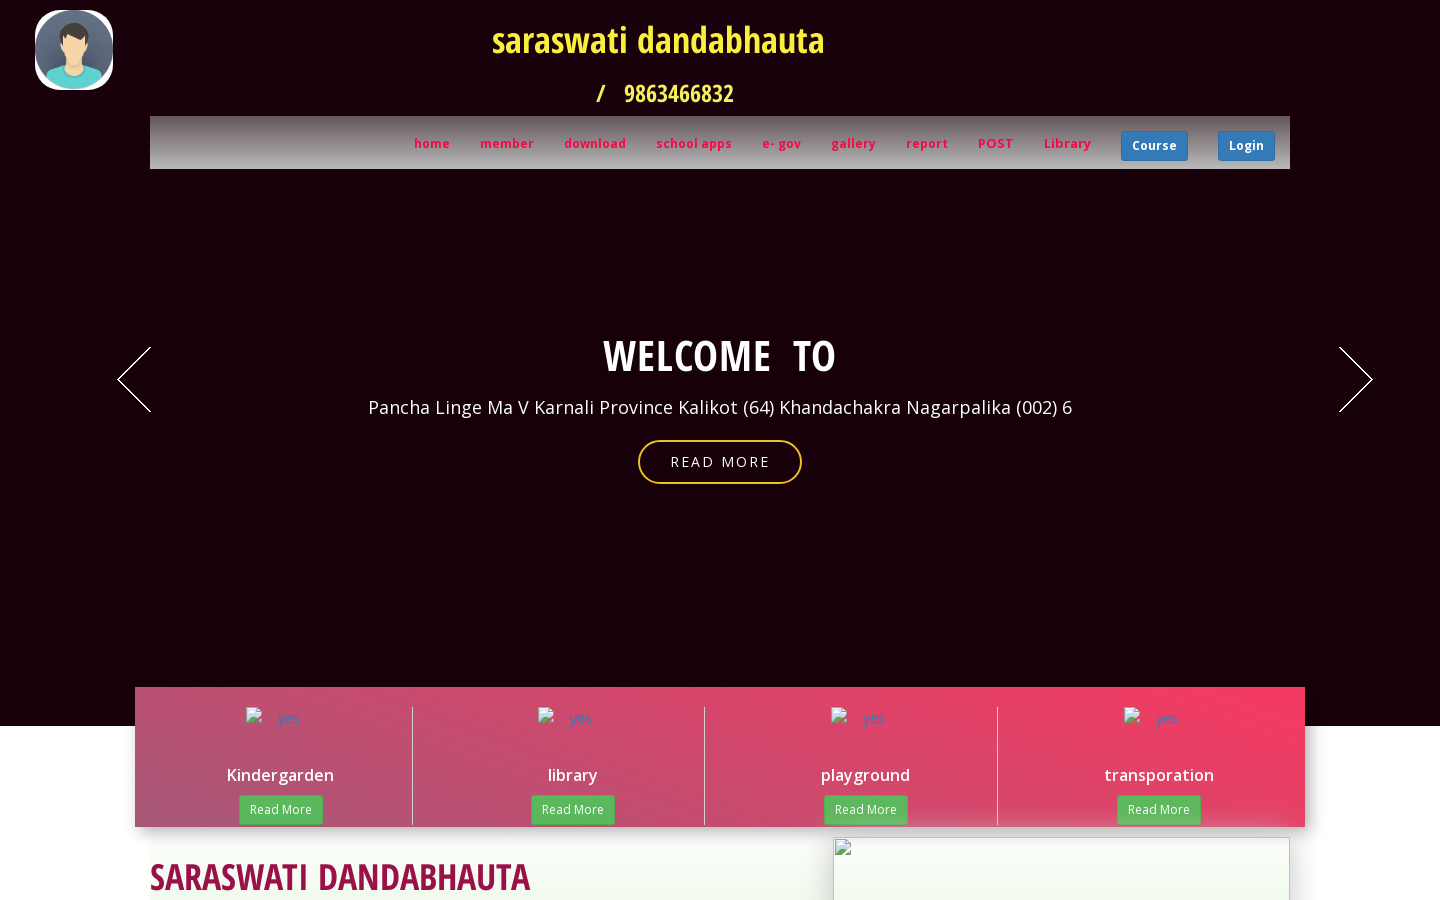 saraswati dandabhauta
/ 9863466832
home member download school apps e- gov gallery report POST Library Course Login
WELCOME TO
Pancha Linge Ma V Karnali Province Kalikot (64) Khandachakra Nagarpalika (002) 6
READ MORE
yes yes yes yes
Kindergarden library playground transporation
Read More Read More Read More Read More
SARASWATI DANDABHAUTA